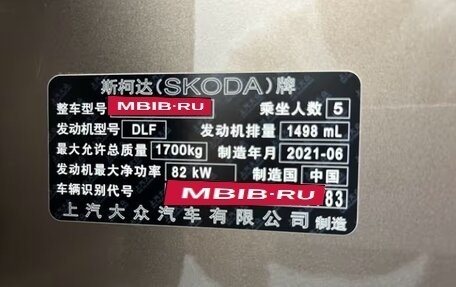 斯柯达(SKODA)牌
整车型号 MBIB.RU 乘坐人数 5
发动机型号 DLF 发动机排量 1498 mL
最大允许总质量 1700kg 制造年月 2021-06
发动机最大净功率 82 kW 制造国 中国
车辆识别代号 MBIB.RU 83
上汽大众汽车有限公司 制造